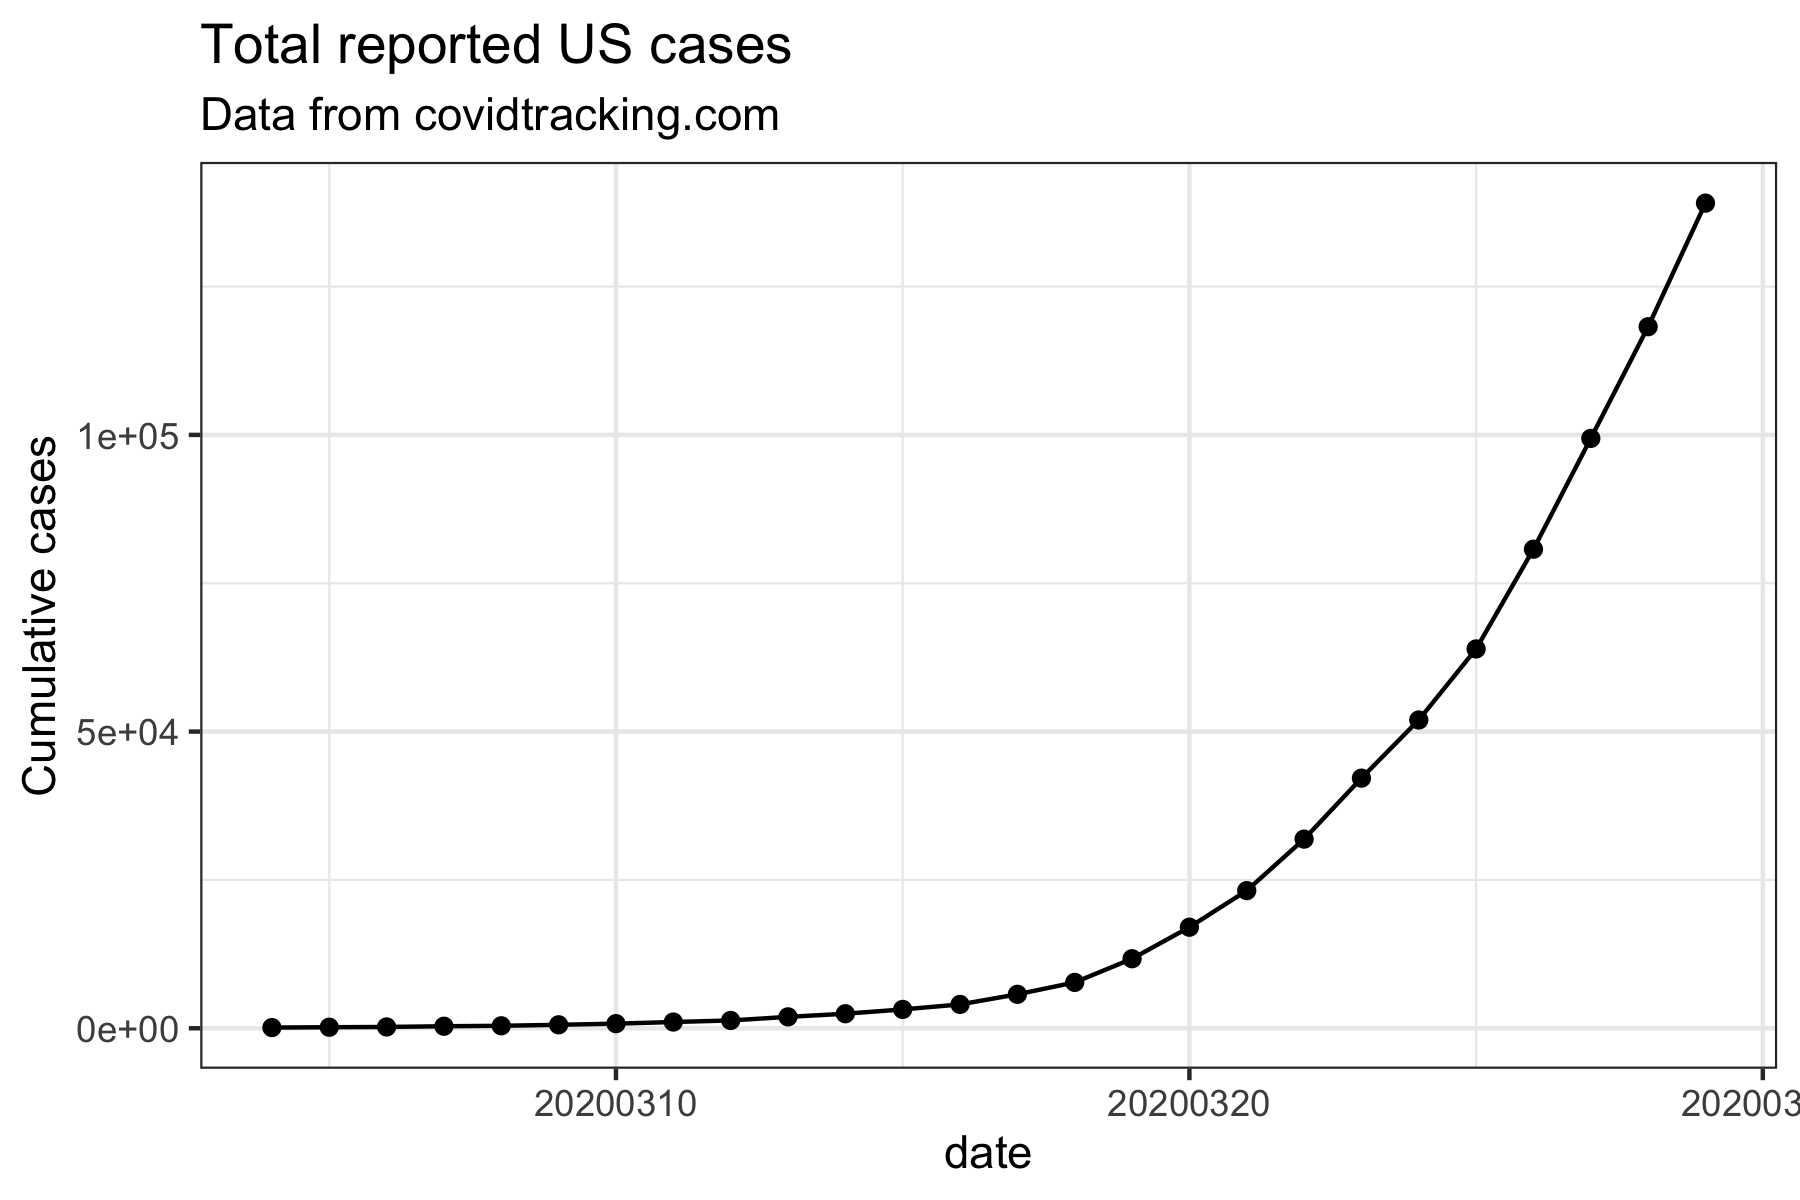 Total reported US cases
Data from covidtracking.com
Cumulative cases
1e+05
5e+04
0e+00
20200310 20200320 202003
date